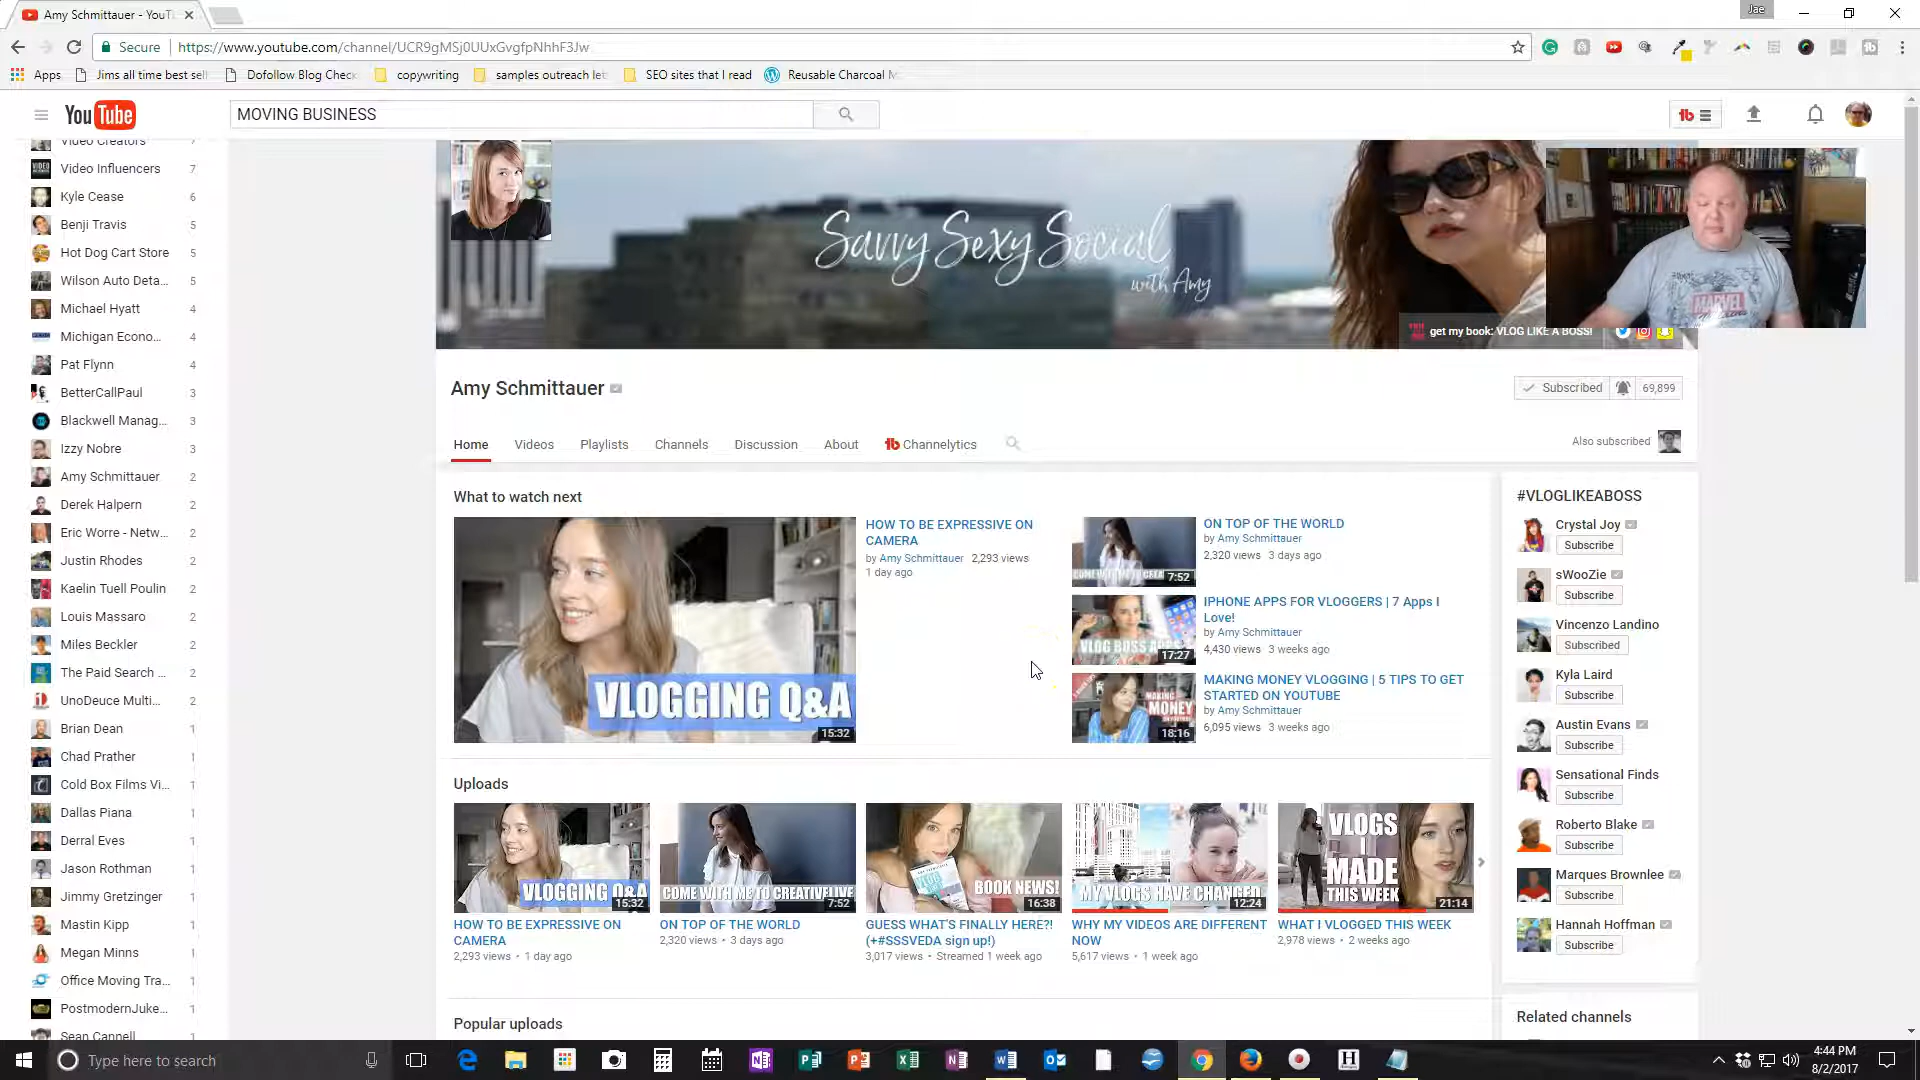 Amy Schmittauer - YouT
Jae
Secure
https://www.youtube.com/channel/UCR9gMSj0UUxGvgfpNhhF3Jw
Apps
Jims all time best sel
Dofollow Blog Check
copywriting
samples outreach let
SEO sites that I read
Reusable Charcoal M
YouTube
MOVING BUSINESS
Video Creators 7
Video Influencers 7
Kyle Cease 6
Benji Travis 5
Hot Dog Cart Store 5
Wilson Auto Deta... 5
Michael Hyatt 4
Michigan Econo... 4
Pat Flynn 4
BetterCallPaul 3
Blackwell Manag... 3
Izzy Nobre 3
Amy Schmittauer 2
Derek Halpern 2
Eric Worre - Netw... 2
Justin Rhodes 2
Kaelin Tuell Poulin 2
Louis Massaro 2
Miles Beckler 2
The Paid Search ... 2
UnoDeuce Multi... 2
Brian Dean 1
Chad Prather 1
Cold Box Films Vi... 1
Dallas Piana 1
Derral Eves 1
Jason Rothman 1
Jimmy Gretzinger 1
Mastin Kipp 1
Megan Minns 1
Office Moving Tra... 1
PostmodernJuke... 1
Sean Cannell
Savvy Sexy Social
with Amy
get my book: VLOG LIKE A BOSS!
MARVEL
Amy Schmittauer
Subscribed 69,899
Home Videos Playlists Channels Discussion About Channelytics
Also subscribed
What to watch next
VLOGGING Q&A
15:32
HOW TO BE EXPRESSIVE ON
CAMERA
by Amy Schmittauer 2,293 views
1 day ago
COME WITH ME TO CREA
7:52
ON TOP OF THE WORLD
by Amy Schmittauer
2,320 views 3 days ago
VLOG BOSS APPS
17:27
IPHONE APPS FOR VLOGGERS | 7 Apps I
Love!
by Amy Schmittauer
4,430 views 3 weeks ago
MAKING
MONEY
18:16
MAKING MONEY VLOGGING | 5 TIPS TO GET
STARTED ON YOUTUBE
by Amy Schmittauer
6,095 views 3 weeks ago
Uploads
VLOGGING Q&A
15:32
HOW TO BE EXPRESSIVE ON
CAMERA
2,293 views • 1 day ago
COME WITH ME TO CREATIVELIVE
7:52
ON TOP OF THE WORLD
2,320 views • 3 days ago
BOOK NEWS!
16:38
GUESS WHAT'S FINALLY HERE?!
(+#SSSVEDA sign up!)
3,017 views • Streamed 1 week ago
MY VLOGS HAVE CHANGED
12:24
WHY MY VIDEOS ARE DIFFERENT
NOW
5,617 views • 1 week ago
VLOGS
I
MADE
THIS WEEK
21:14
WHAT I VLOGGED THIS WEEK
2,978 views • 2 weeks ago
Popular uploads
#VLOGLIKEABOSS
Crystal Joy
Subscribe
sWooZie
Subscribe
Vincenzo Landino
Subscribed
Kyla Laird
Subscribe
Austin Evans
Subscribe
Sensational Finds
Subscribe
Roberto Blake
Subscribe
Marques Brownlee
Subscribe
Hannah Hoffman
Subscribe
Related channels
Type here to search
4:44 PM
8/2/2017